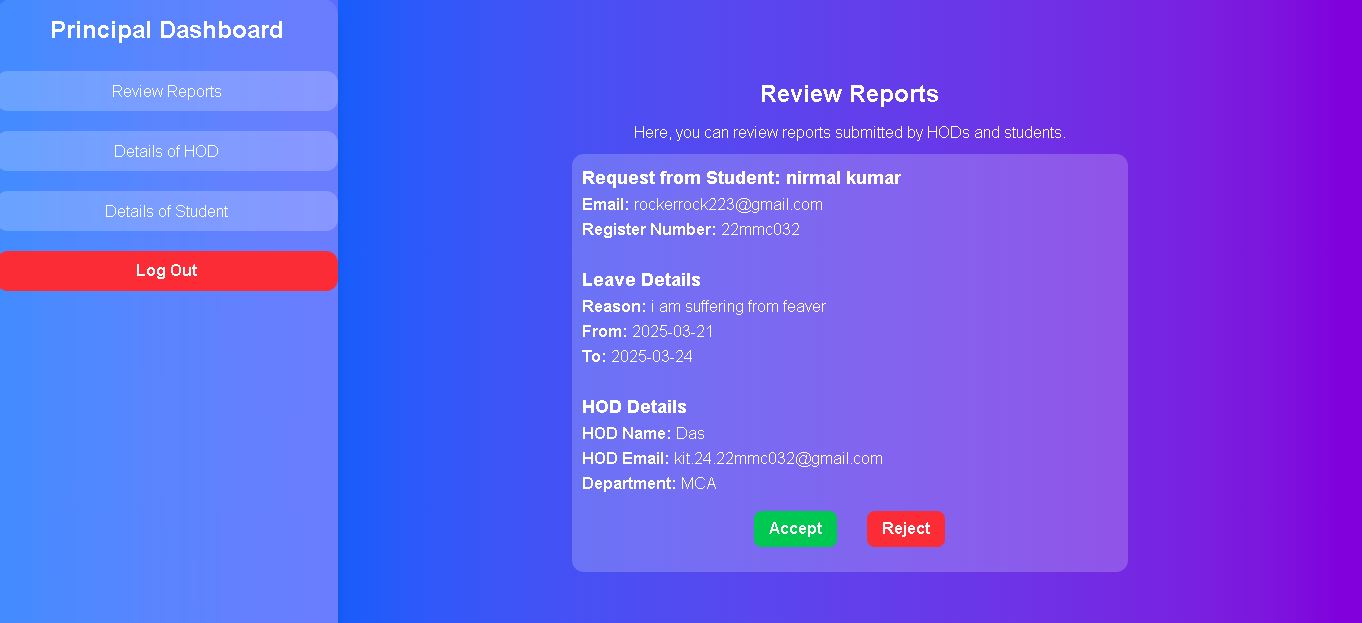 Principal Dashboard
Review Reports
Details of HOD
Details of Student
Log Out
Review Reports
Here, you can review reports submitted by HODs and students.
Request from Student: nirmal kumar
Email: rockerrock223@gmail.com
Register Number: 22mmc032
Leave Details
Reason: i am suffering from feaver
From: 2025-03-21
To: 2025-03-24
HOD Details
HOD Name: Das
HOD Email: kit.24.22mmc032@gmail.com
Department: MCA
Accept Reject